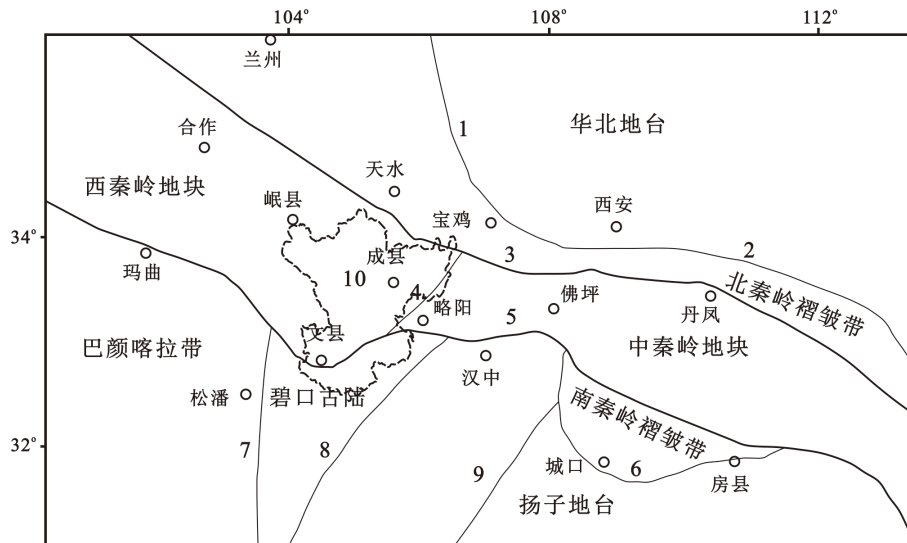 104°
108°
112°
兰州
1
华北地台
合作
天水
西秦岭地块
岷县
宝鸡
西安
34°
3
2
成县
玛曲
10
4
佛坪
北秦岭褶皱带
略阳
5
丹凤
文县
中秦岭地块
巴颜喀拉带
汉中
松潘
碧口古陆
南秦岭褶皱带
32°
7
8
9
城口
6
房县
扬子地台